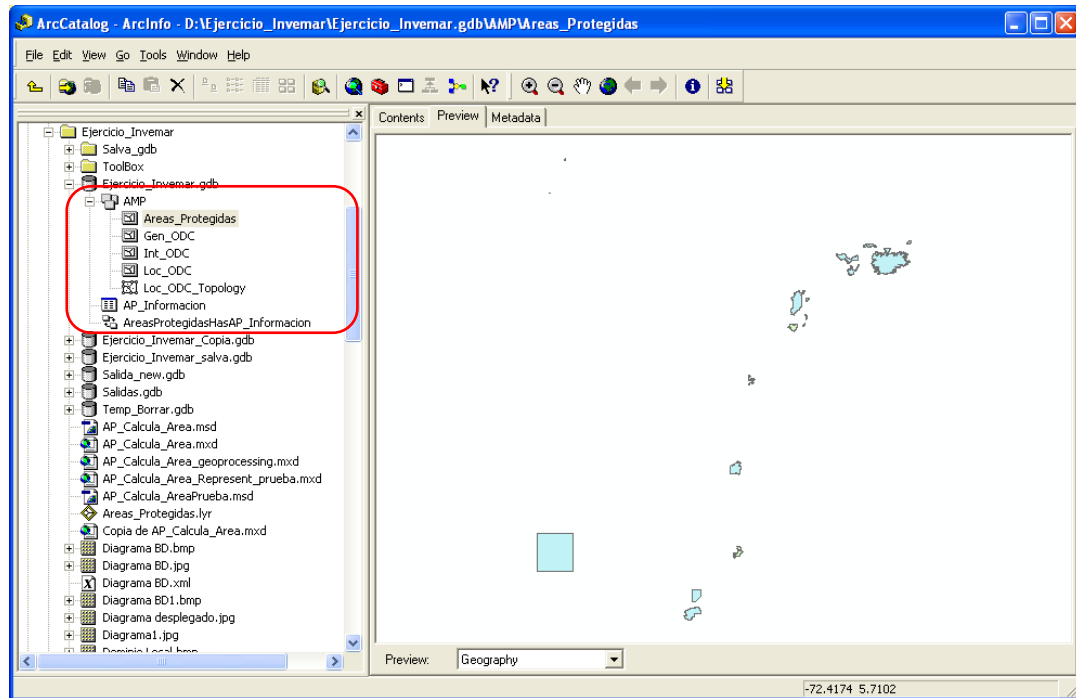 ArcCatalog - ArcInfo - D:\Ejercicio_Invemar\Ejercicio_Invemar.gdb\AMP\Areas_Protegidas
File Edit View Go Tools Window Help
Contents Preview Metadata
Ejercicio_Invemar
Salva_gdb
ToolBox
Ejercicio_Invemar.gdb
AMP
Areas_Protegidas
Gen_ODC
Int_ODC
Loc_ODC
Loc_ODC_Topology
AP_Informacion
AreasProtegidasHasAP_Informacion
Ejercicio_Invemar_Copia.gdb
Ejercicio_Invemar_salva.gdb
Salida_new.gdb
Salidas.gdb
Temp_Borrar.gdb
AP_Calcula_Area.msd
AP_Calcula_Area.mxd
AP_Calcula_Area_geoprocessing.mxd
AP_Calcula_Area_Represent_prueba.mxd
AP_Calcula_AreaPrueba.msd
Areas_Protegidas.lyr
Copia de AP_Calcula_Area.mxd
Diagrama BD.bmp
Diagrama BD.jpg
Diagrama BD.xml
Diagrama BD1.bmp
Diagrama desplegado.jpg
Diagrama1.jpg
Dominio Local.bmp
Preview: Geography
-72.4174 5.7102